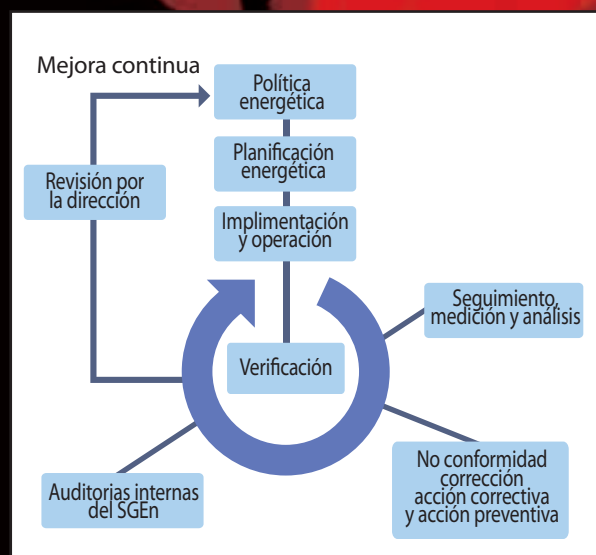 Mejora continua
Política
energética
Planificación
energética
Revisión por
la dirección
Implimentación
y operación
Seguimiento,
medición y análisis
Verificación
No conformidad
corrección
acción correctiva
y acción preventiva
Auditorias internas
del SGEn